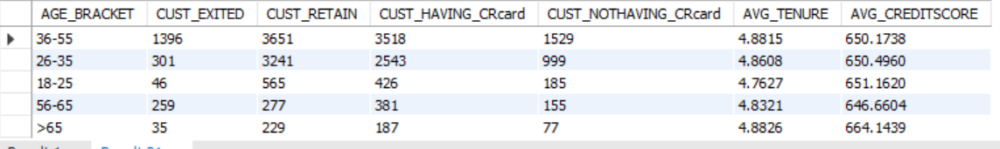 AGE_BRACKET CUST_EXITED CUST_RETAIN CUST_HAVING_CRcard CUST_NOTHAVING_CRcard AVG_TENURE AVG_CREDITSCORE
36-55 1396 3651 3518 1529 4.8815 650.1738
26-35 301 3241 2543 999 4.8608 650.4960
18-25 46 565 426 185 4.7627 651.1620
56-65 259 277 381 155 4.8321 646.6604
>65 35 229 187 77 4.8826 664.1439